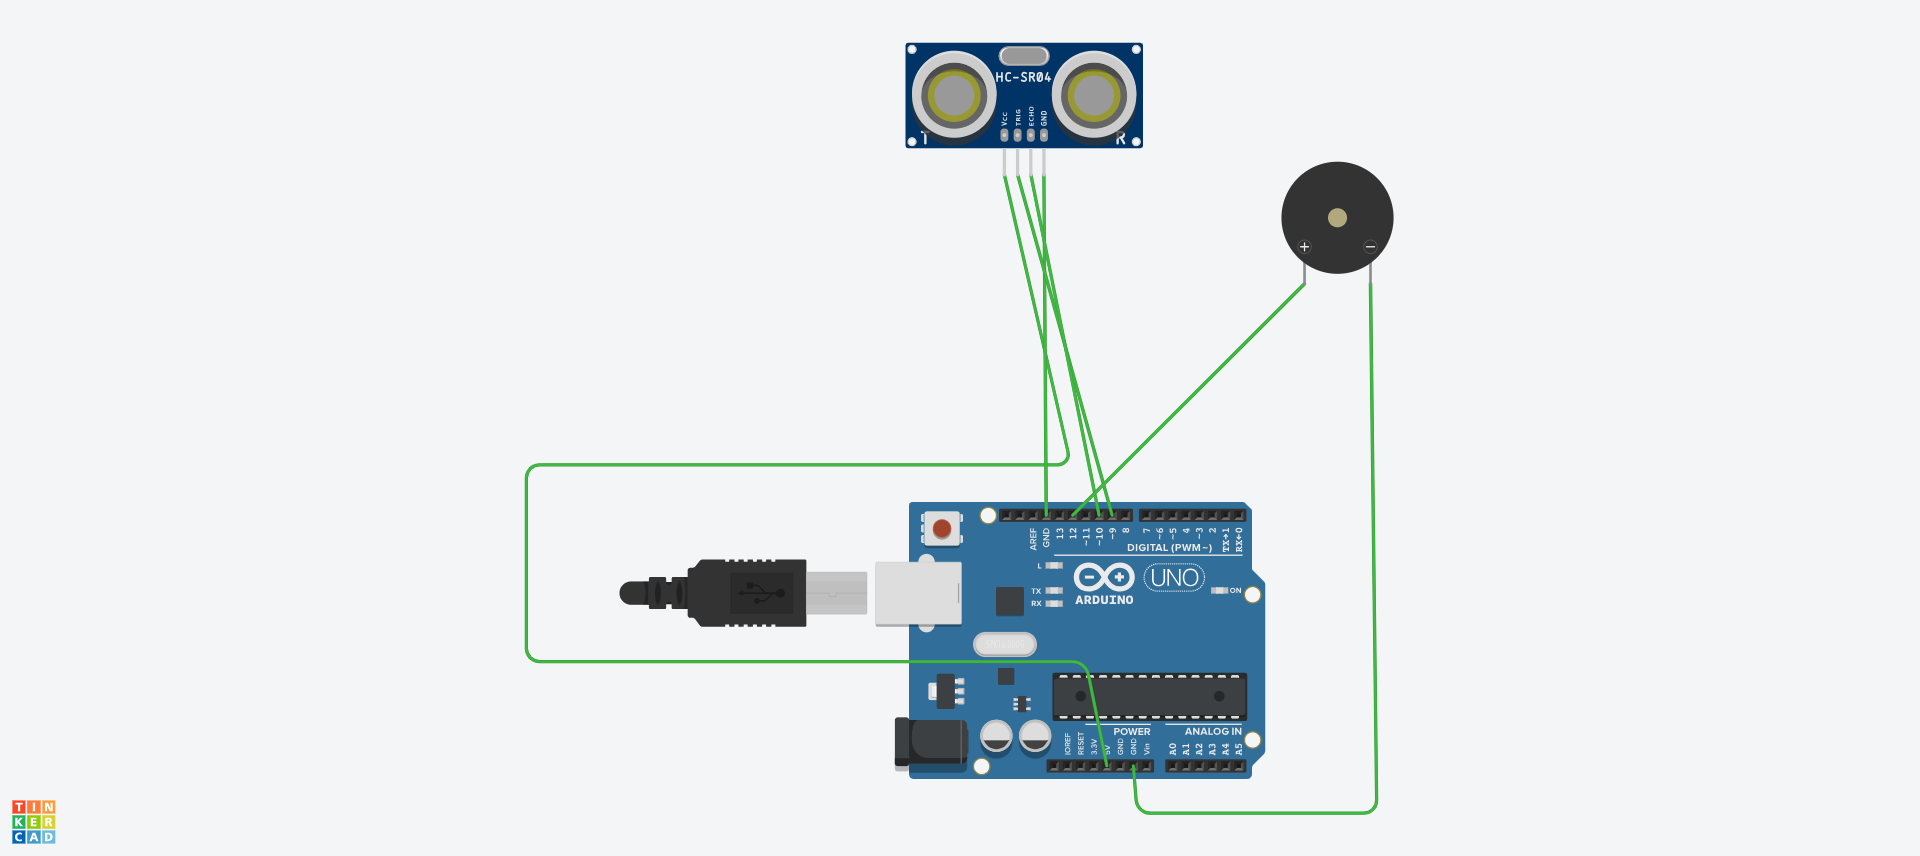 HC-SR04
VCC
TRIG
ECHO
GND
T
R
+
−
AREF
GND
13
12
~11
~10
~9
8
7
~6
~5
4
~3
2
TX→1
RX←0
DIGITAL (PWM~)
L
TX
RX
ARDUINO
UNO
ON
POWER
ANALOG IN
IOREF
RESET
3.3V
5V
GND
GND
Vin
A0
A1
A2
A3
A4
A5
TIN
KER
CAD